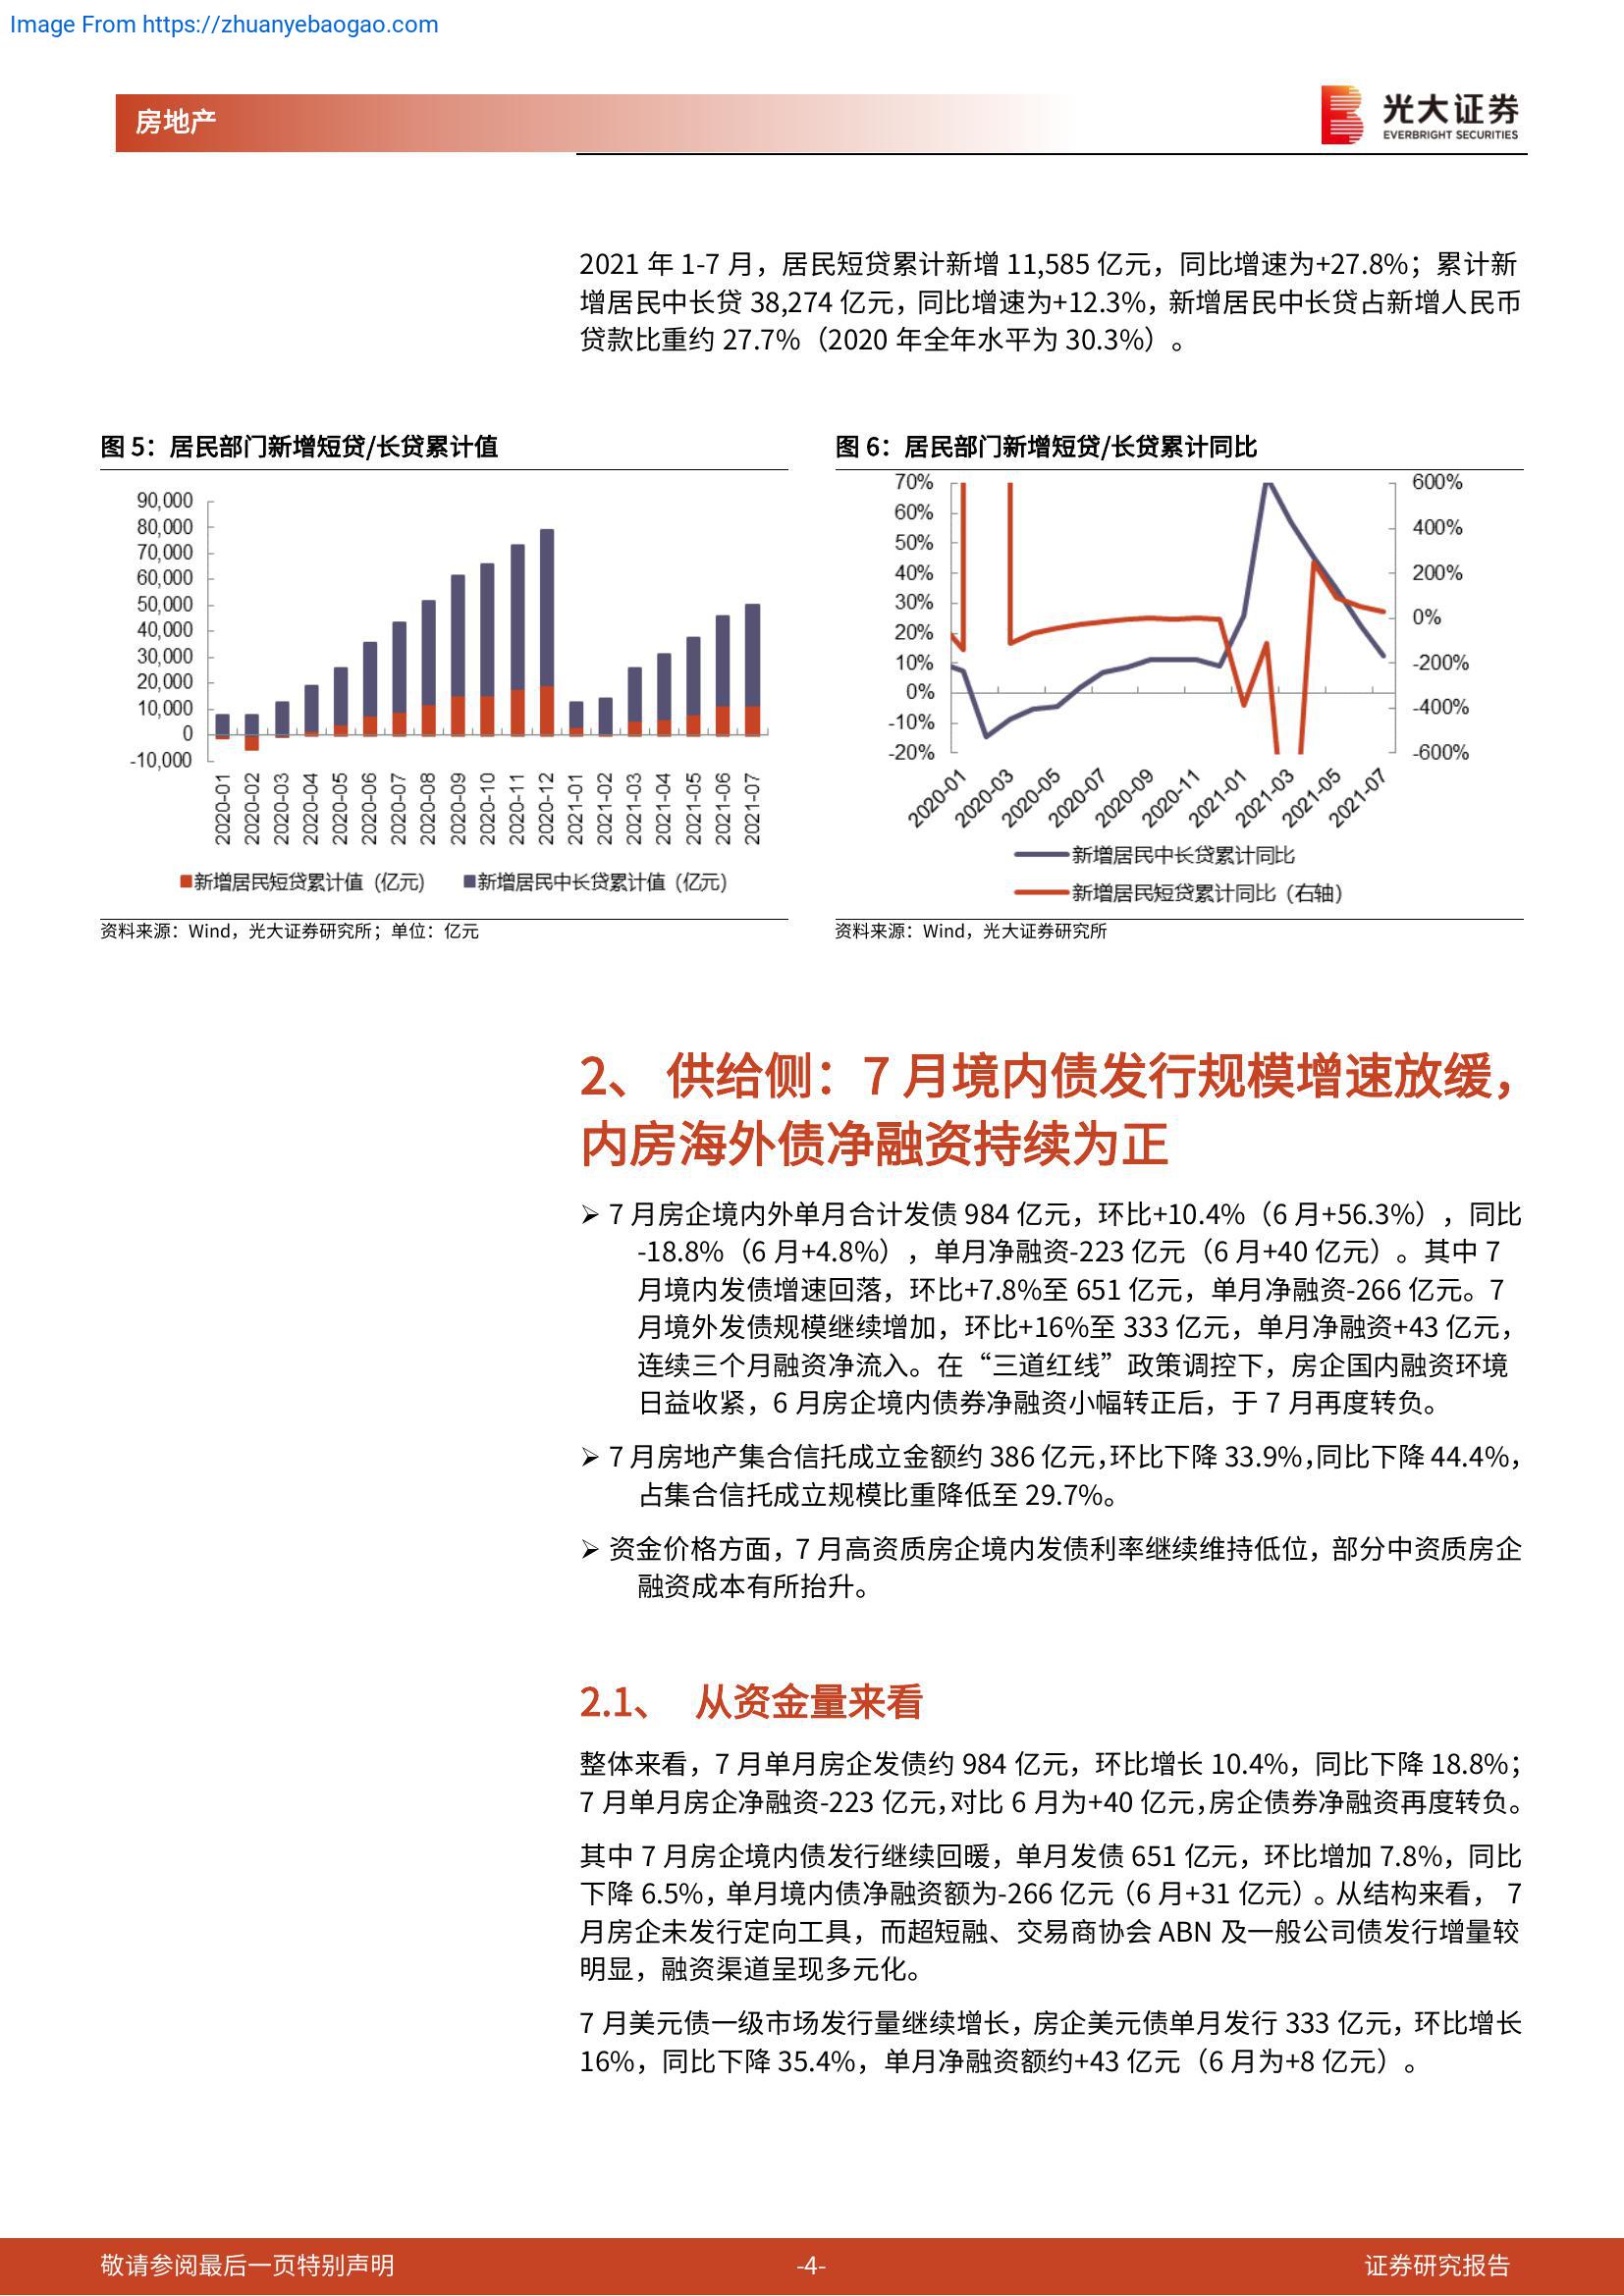 Image From https://zhuanyebaogao.com
房地产
光大证券
EVERBRIGHT SECURITIES
2021 年 1-7 月，居民短贷累计新增 11,585 亿元，同比增速为+27.8%；累计新
增居民中长贷 38,274 亿元，同比增速为+12.3%，新增居民中长贷占新增人民币
贷款比重约 27.7%（2020 年全年水平为 30.3%）。
图 5：居民部门新增短贷/长贷累计值
90,000
80,000
70,000
60,000
50,000
40,000
30,000
20,000
10,000
0
-10,000
2020-01
2020-02
2020-03
2020-04
2020-05
2020-06
2020-07
2020-08
2020-09
2020-10
2020-11
2020-12
2021-01
2021-02
2021-03
2021-04
2021-05
2021-06
2021-07
新增居民短贷累计值（亿元） 新增居民中长贷累计值（亿元）
资料来源：Wind，光大证券研究所；单位：亿元
图 6：居民部门新增短贷/长贷累计同比
70%
60%
50%
40%
30%
20%
10%
0%
-10%
-20%
600%
400%
200%
0%
-200%
-400%
-600%
2020-01
2020-03
2020-05
2020-07
2020-09
2020-11
2021-01
2021-03
2021-05
2021-07
新增居民中长贷累计同比
新增居民短贷累计同比（右轴）
资料来源：Wind，光大证券研究所
2、 供给侧：7 月境内债发行规模增速放缓，
内房海外债净融资持续为正
➢ 7 月房企境内外单月合计发债 984 亿元，环比+10.4%（6 月+56.3%），同比
-18.8%（6 月+4.8%），单月净融资-223 亿元（6 月+40 亿元）。其中 7
月境内发债增速回落，环比+7.8%至 651 亿元，单月净融资-266 亿元。7
月境外发债规模继续增加，环比+16%至 333 亿元，单月净融资+43 亿元，
连续三个月融资净流入。在“三道红线”政策调控下，房企国内融资环境
日益收紧，6 月房企境内债券净融资小幅转正后，于 7 月再度转负。
➢ 7 月房地产集合信托成立金额约 386 亿元，环比下降 33.9%，同比下降 44.4%，
占集合信托成立规模比重降低至 29.7%。
➢ 资金价格方面，7 月高资质房企境内发债利率继续维持低位，部分中资质房企
融资成本有所抬升。
2.1、 从资金量来看
整体来看，7 月单月房企发债约 984 亿元，环比增长 10.4%，同比下降 18.8%；
7 月单月房企净融资-223 亿元，对比 6 月为+40 亿元，房企债券净融资再度转负。
其中 7 月房企境内债发行继续回暖，单月发债 651 亿元，环比增加 7.8%，同比
下降 6.5%，单月境内债净融资额为-266 亿元（6 月+31 亿元）。从结构来看， 7
月房企未发行定向工具，而超短融、交易商协会 ABN 及一般公司债发行增量较
明显，融资渠道呈现多元化。
7 月美元债一级市场发行量继续增长，房企美元债单月发行 333 亿元，环比增长
16%，同比下降 35.4%，单月净融资额约+43 亿元（6 月为+8 亿元）。
敬请参阅最后一页特别声明
-4-
证券研究报告